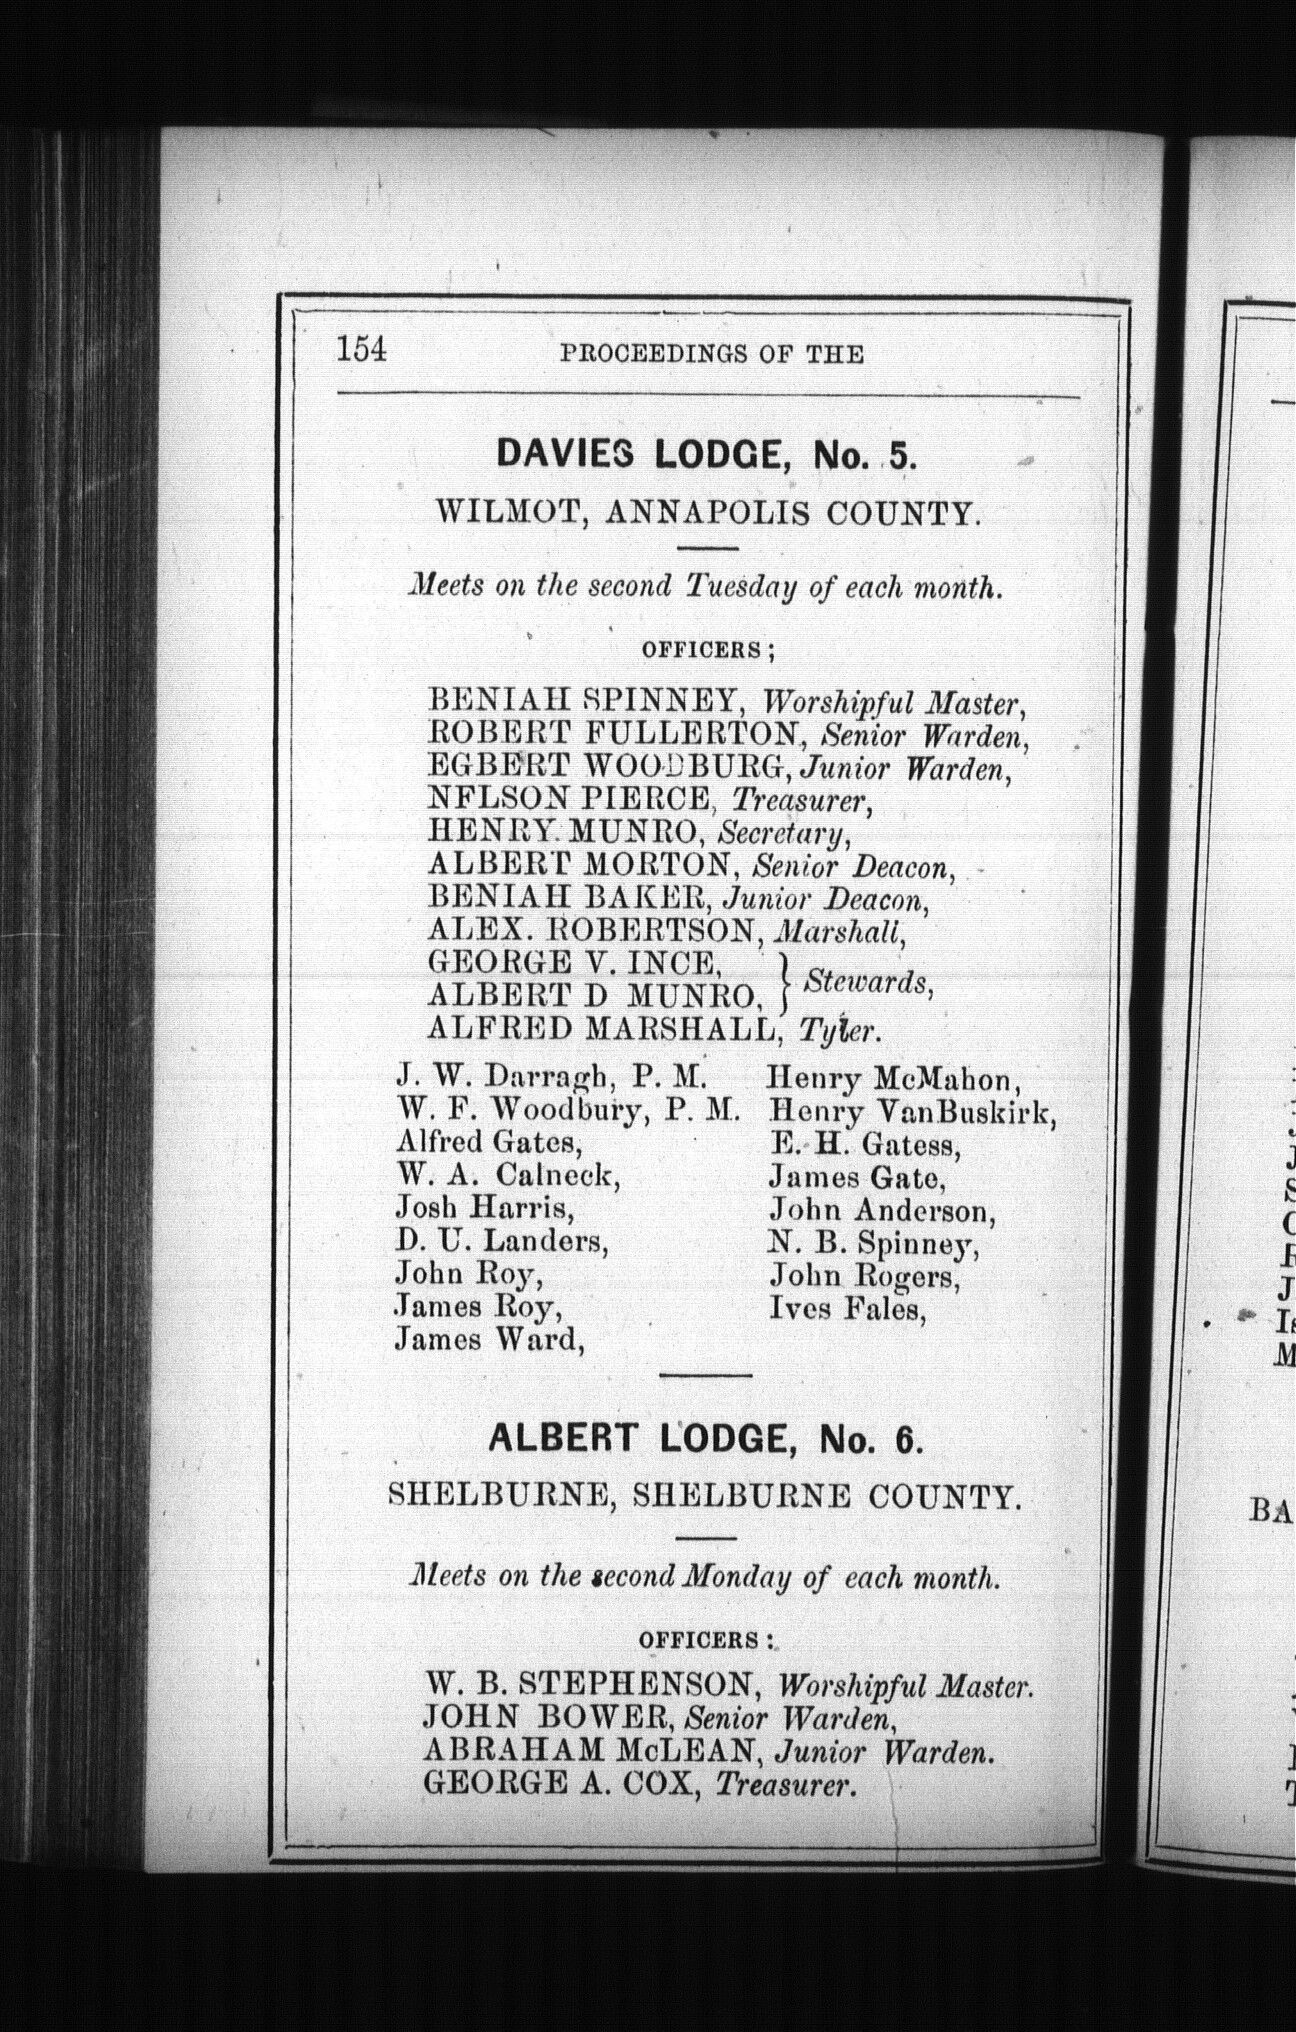 154 PROCEEDINGS OF THE
DAVIES LODGE, No. 5.
WILMOT, ANNAPOLIS COUNTY.
Meets on the second Tuesday of each month.
OFFICERS;
BENIAH SPINNEY, Worshipful Master,
ROBERT FULLERTON, Senior Warden,
EGBERT WOODBURG, Junior Warden,
NFLSON PIERCE, Treasurer,
HENRY MUNRO, Secretary,
ALBERT MORTON, Senior Deacon,
BENIAH BAKER, Junior Deacon,
ALEX. ROBERTSON, Marshall,
GEORGE V. INCE,
ALBERT D MUNRO, } Stewards,
ALFRED MARSHALL, Tyler.
J. W. Darragh, P. M. Henry McMahon,
W. F. Woodbury, P. M. Henry VanBuskirk,
Alfred Gates, E. H. Gatess,
W. A. Calneck, James Gate,
Josh Harris, John Anderson,
D. U. Landers, N. B. Spinney,
John Roy, John Rogers,
James Roy, Ives Fales,
James Ward,
ALBERT LODGE, No. 6.
SHELBURNE, SHELBURNE COUNTY.
Meets on the second Monday of each month.
OFFICERS:
W. B. STEPHENSON, Worshipful Master.
JOHN BOWER, Senior Warden,
ABRAHAM McLEAN, Junior Warden.
GEORGE A. COX, Treasurer.